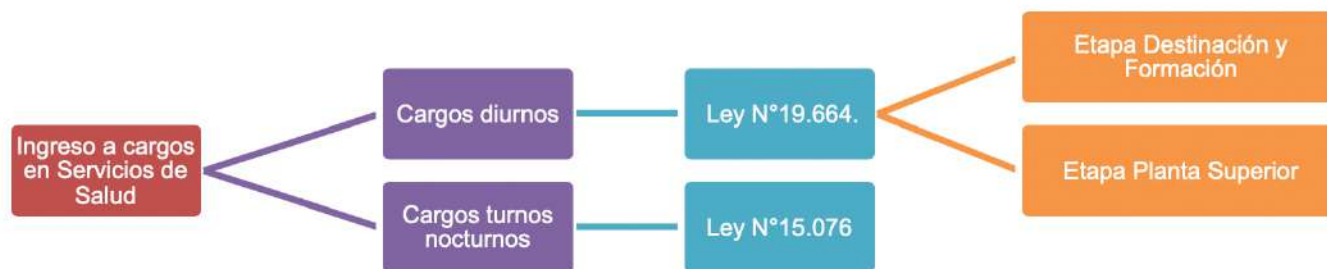 Ingreso a cargos
en Servicios de
Salud
Cargos diurnos
Cargos turnos
nocturnos
Ley N°19.664.
Ley N°15.076
Etapa Destinación y
Formación
Etapa Planta Superior